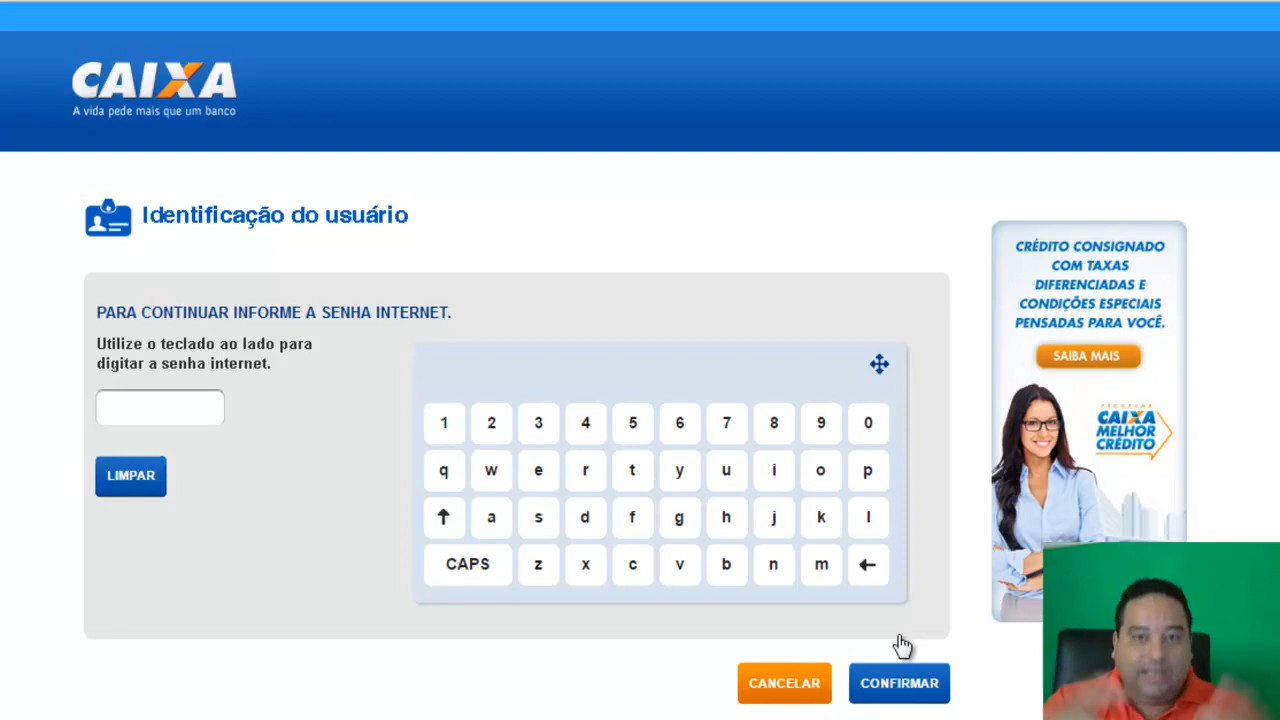 CAIXA
A vida pede mais que um banco
Identificação do usuário
PARA CONTINUAR INFORME A SENHA INTERNET.
Utilize o teclado ao lado para
digitar a senha internet.
LIMPAR
1 2 3 4 5 6 7 8 9 0
q w e r t y u i o p
a s d f g h j k l
CAPS z x c v b n m
CANCELAR
CONFIRMAR
CRÉDITO CONSIGNADO
COM TAXAS
DIFERENCIADAS E
CONDIÇÕES ESPECIAIS
PENSADAS PARA VOCÊ.
SAIBA MAIS
PROGRAMA
CAIXA
MELHOR
CRÉDITO